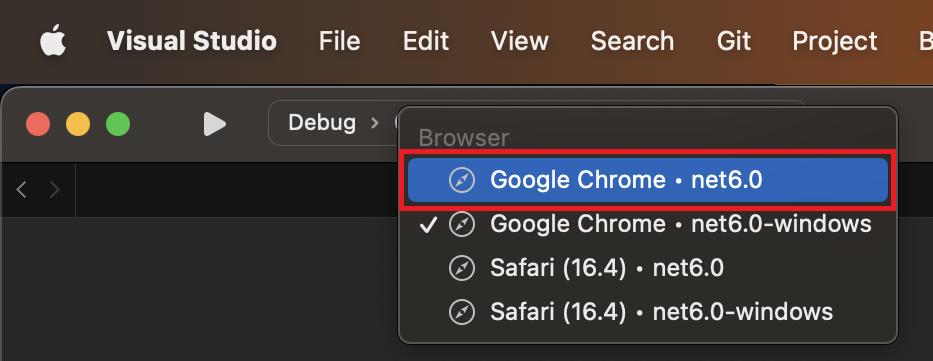 Visual Studio File Edit View Search Git Project
Debug >
Browser
Google Chrome • net6.0
✓ Google Chrome • net6.0-windows
Safari (16.4) • net6.0
Safari (16.4) • net6.0-windows